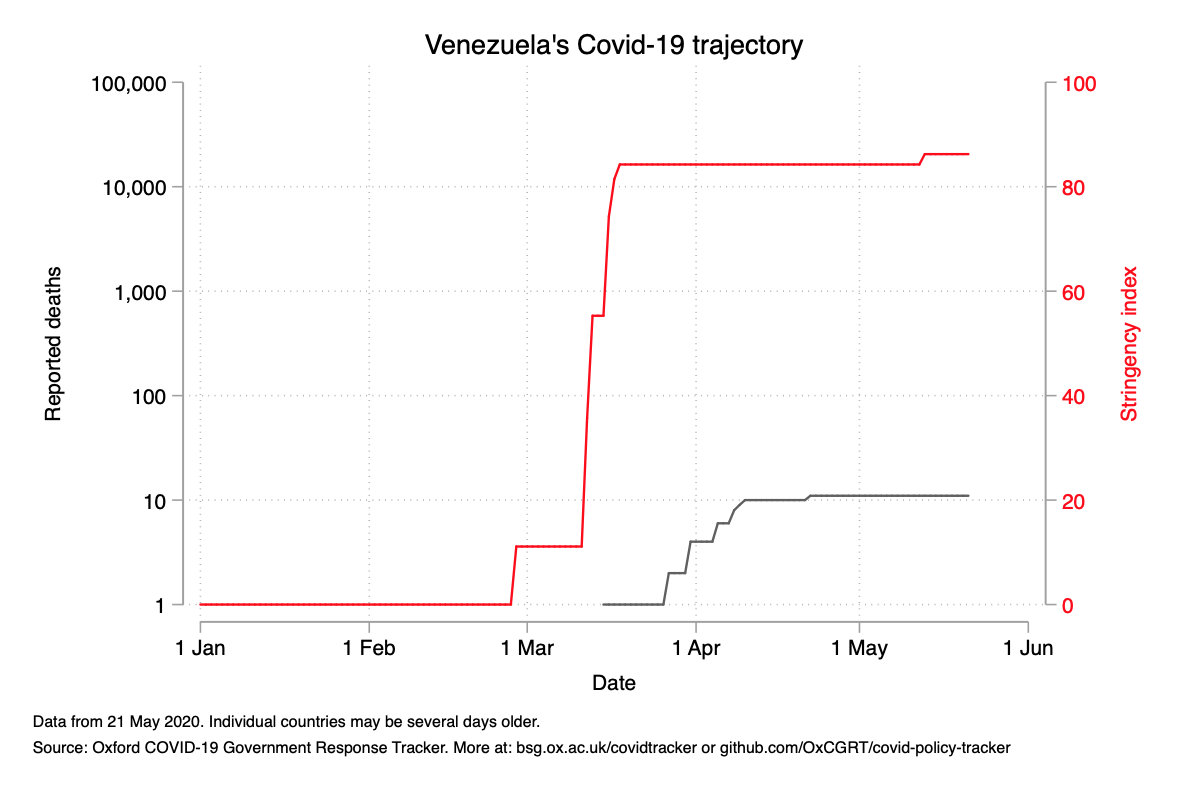 Venezuela's Covid-19 trajectory
100,000
10,000
1,000
100
10
1
Reported deaths
100
80
60
40
20
0
Stringency index
1 Jan
1 Feb
1 Mar
1 Apr
1 May
1 Jun
Date
Data from 21 May 2020. Individual countries may be several days older.
Source: Oxford COVID-19 Government Response Tracker. More at: bsg.ox.ac.uk/covidtracker or github.com/OxCGRT/covid-policy-tracker